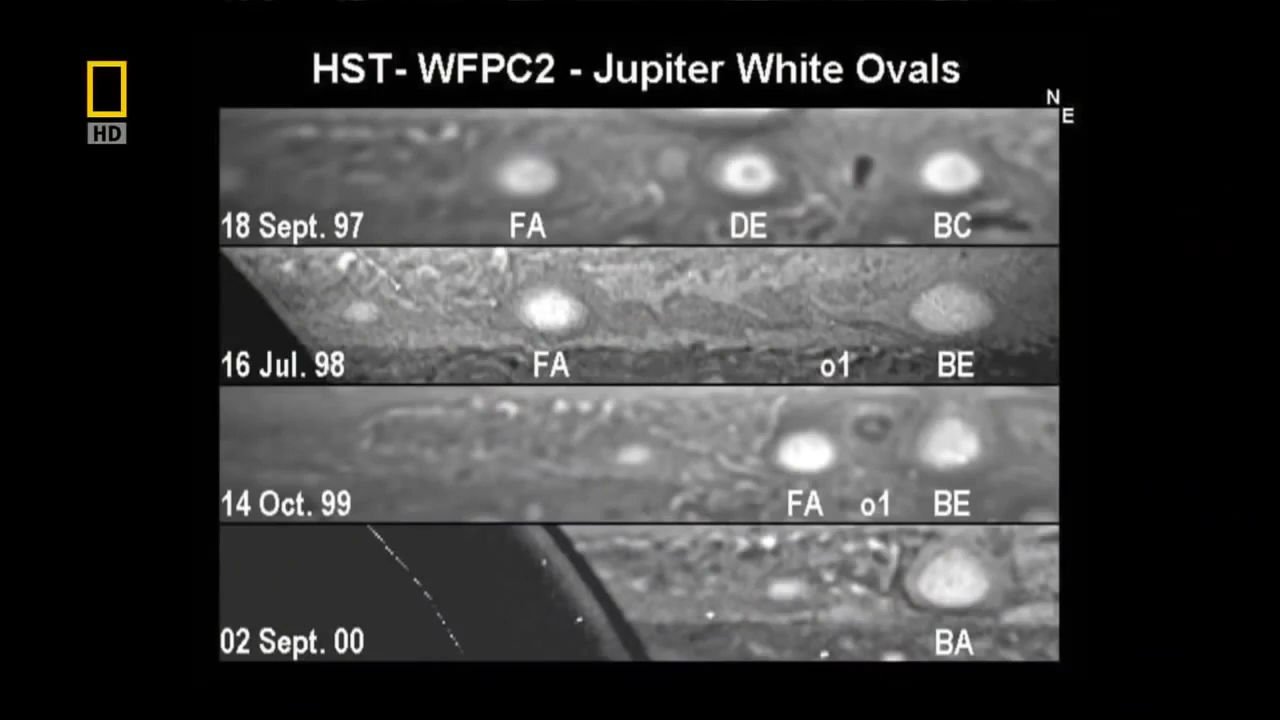 HST- WFPC2 - Jupiter White Ovals
HD
N
E
18 Sept. 97 FA DE BC
16 Jul. 98 FA o1 BE
14 Oct. 99 FA o1 BE
02 Sept. 00 BA